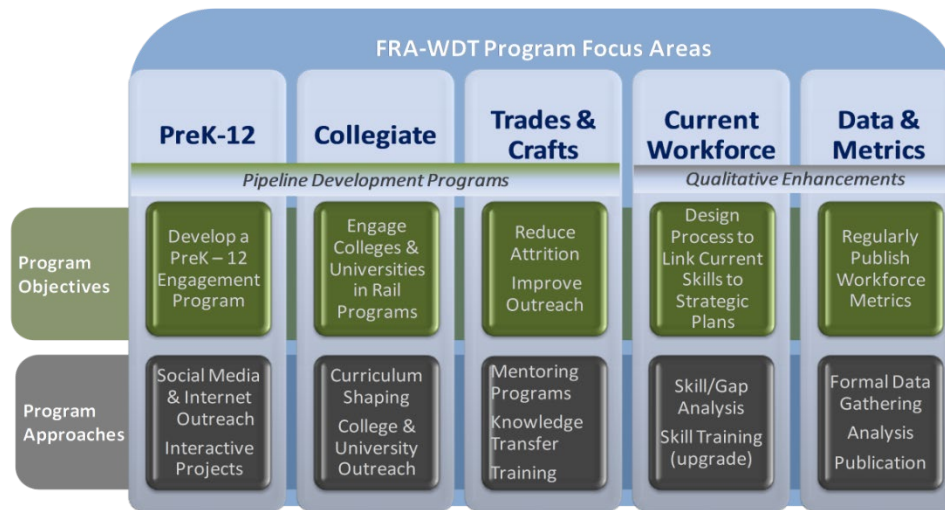 FRA-WDT Program Focus Areas
PreK-12
Collegiate
Trades &
Crafts
Current
Workforce
Data &
Metrics
Pipeline Development Programs
Qualitative Enhancements
Program
Objectives
Develop a
PreK – 12
Engagement
Program
Engage
Colleges &
Universities
in Rail
Programs
Reduce
Attrition
Improve
Outreach
Design
Process to
Link Current
Skills to
Strategic
Plans
Regularly
Publish
Workforce
Metrics
Program
Approaches
Social Media
& Internet
Outreach
Interactive
Projects
Curriculum
Shaping
College &
University
Outreach
Mentoring
Programs
Knowledge
Transfer
Training
Skill/Gap
Analysis
Skill Training
(upgrade)
Formal Data
Gathering
Analysis
Publication